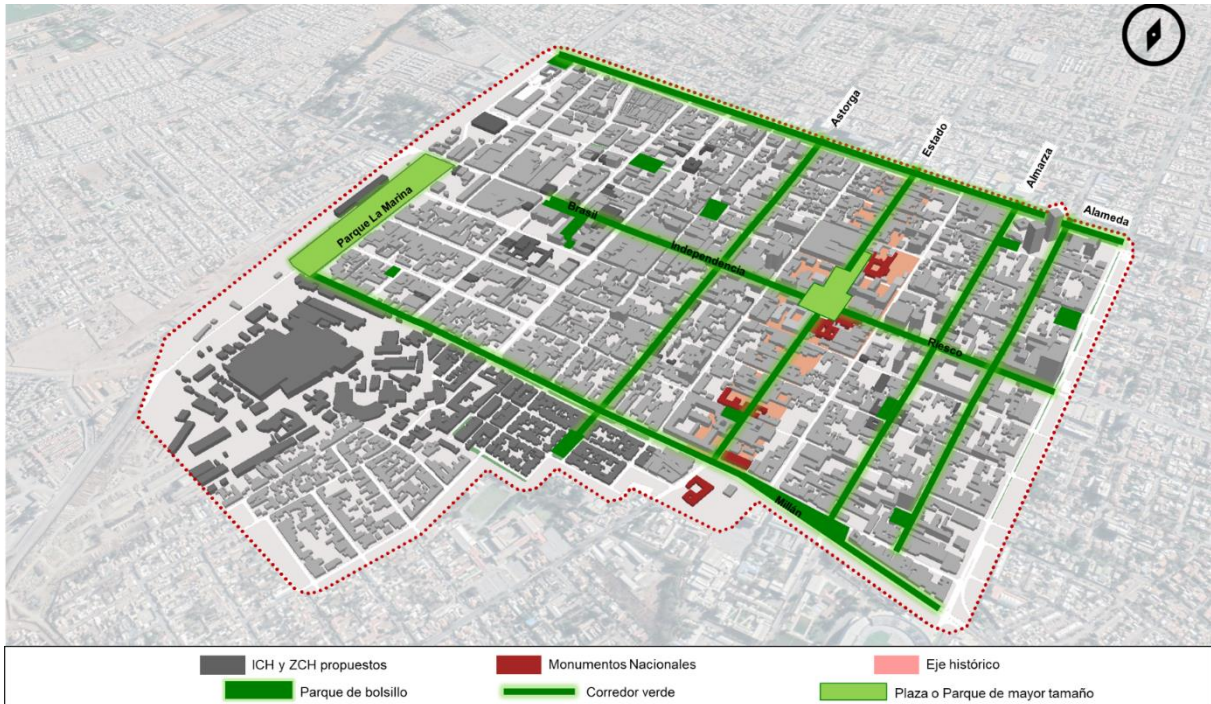 Astorga
Estado
Almarza
Alameda
Parque La Marina
Brasil
Independencia
Riesco
Millán
ICH y ZCH propuestos
Monumentos Nacionales
Eje histórico
Parque de bolsillo
Corredor verde
Plaza o Parque de mayor tamaño